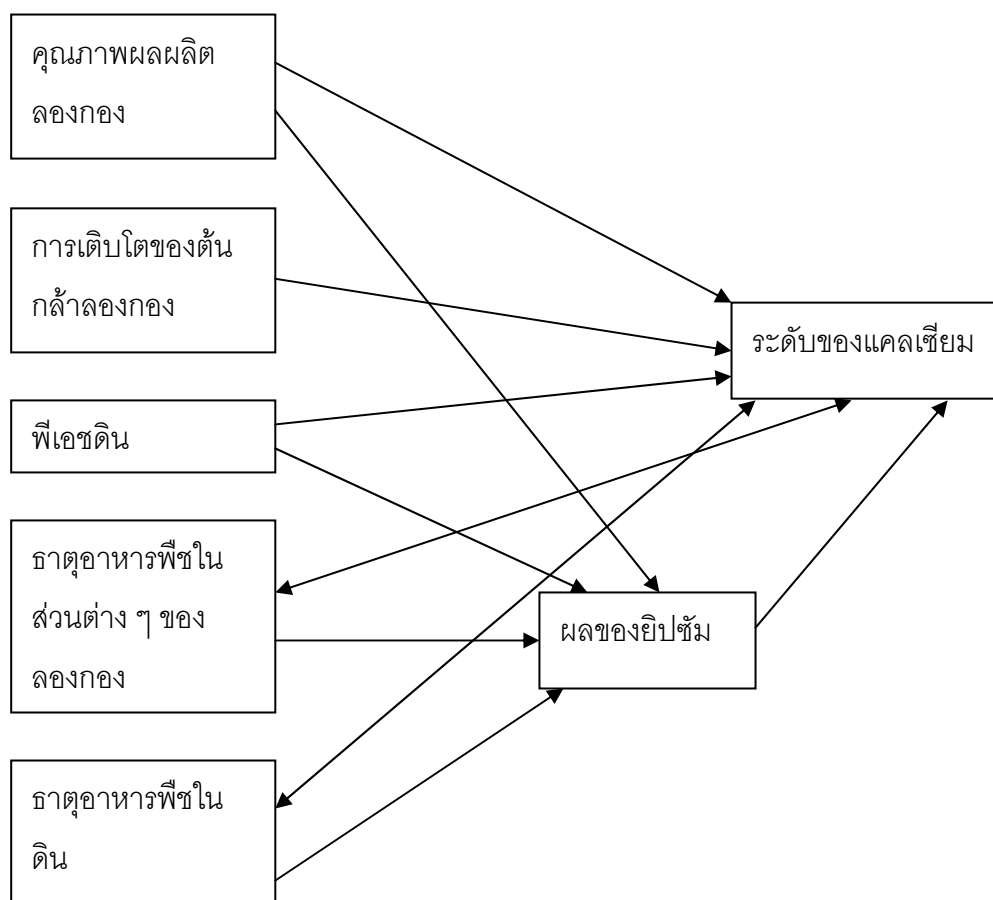 คุณภาพผลผลิต
ลองกอง
การเติบโตของต้น
กล้าลองกอง
ระดับของแคลเซียม
พีเอชดิน
ธาตุอาหารพืชใน
ส่วนต่าง ๆ ของ
ลองกอง
ผลของยิปซัม
ธาตุอาหารพืชใน
ดิน